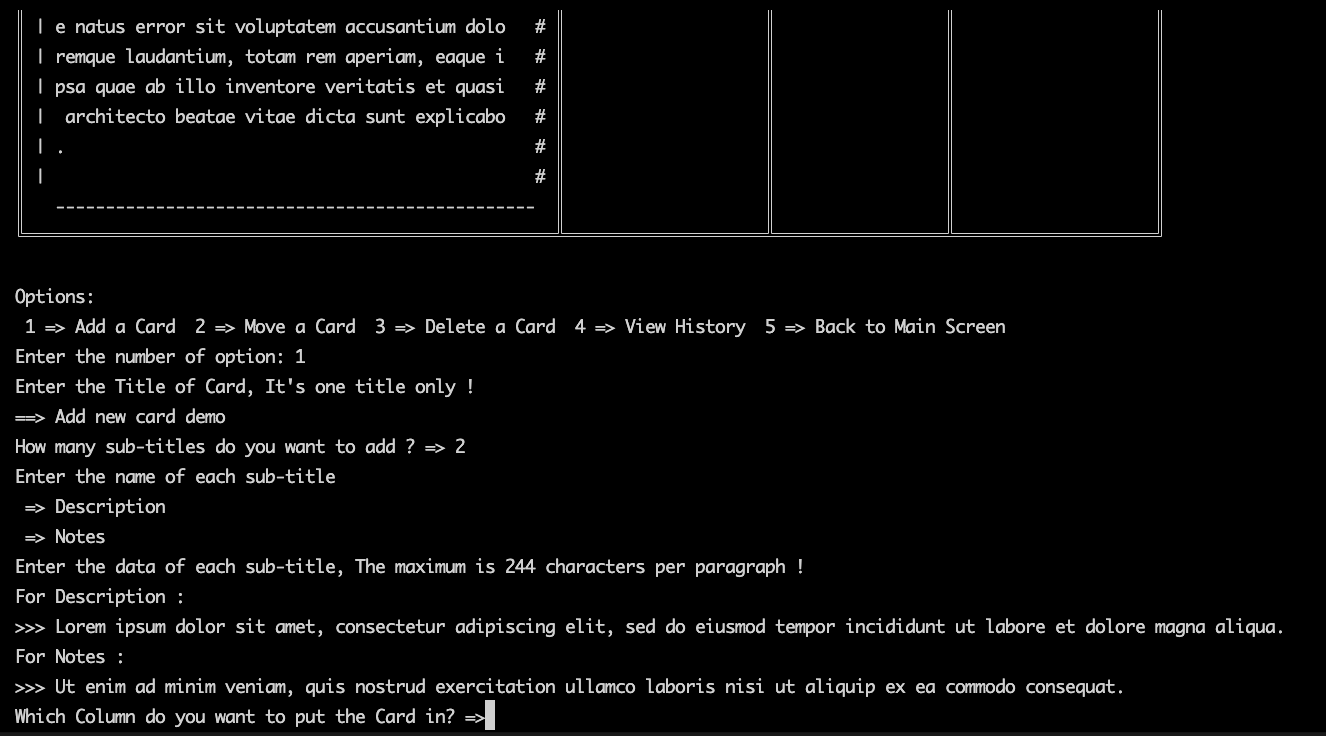 | e natus error sit voluptatem accusantium dolo #
| remque laudantium, totam rem aperiam, eaque i #
| psa quae ab illo inventore veritatis et quasi #
| architecto beatae vitae dicta sunt explicabo #
| . #
| #
------------------------------------------------
Options:
1 => Add a Card 2 => Move a Card 3 => Delete a Card 4 => View History 5 => Back to Main Screen
Enter the number of option: 1
Enter the Title of Card, It's one title only !
==> Add new card demo
How many sub-titles do you want to add ? => 2
Enter the name of each sub-title
=> Description
=> Notes
Enter the data of each sub-title, The maximum is 244 characters per paragraph !
For Description :
>>> Lorem ipsum dolor sit amet, consectetur adipiscing elit, sed do eiusmod tempor incididunt ut labore et dolore magna aliqua.
For Notes :
>>> Ut enim ad minim veniam, quis nostrud exercitation ullamco laboris nisi ut aliquip ex ea commodo consequat.
Which Column do you want to put the Card in? =>